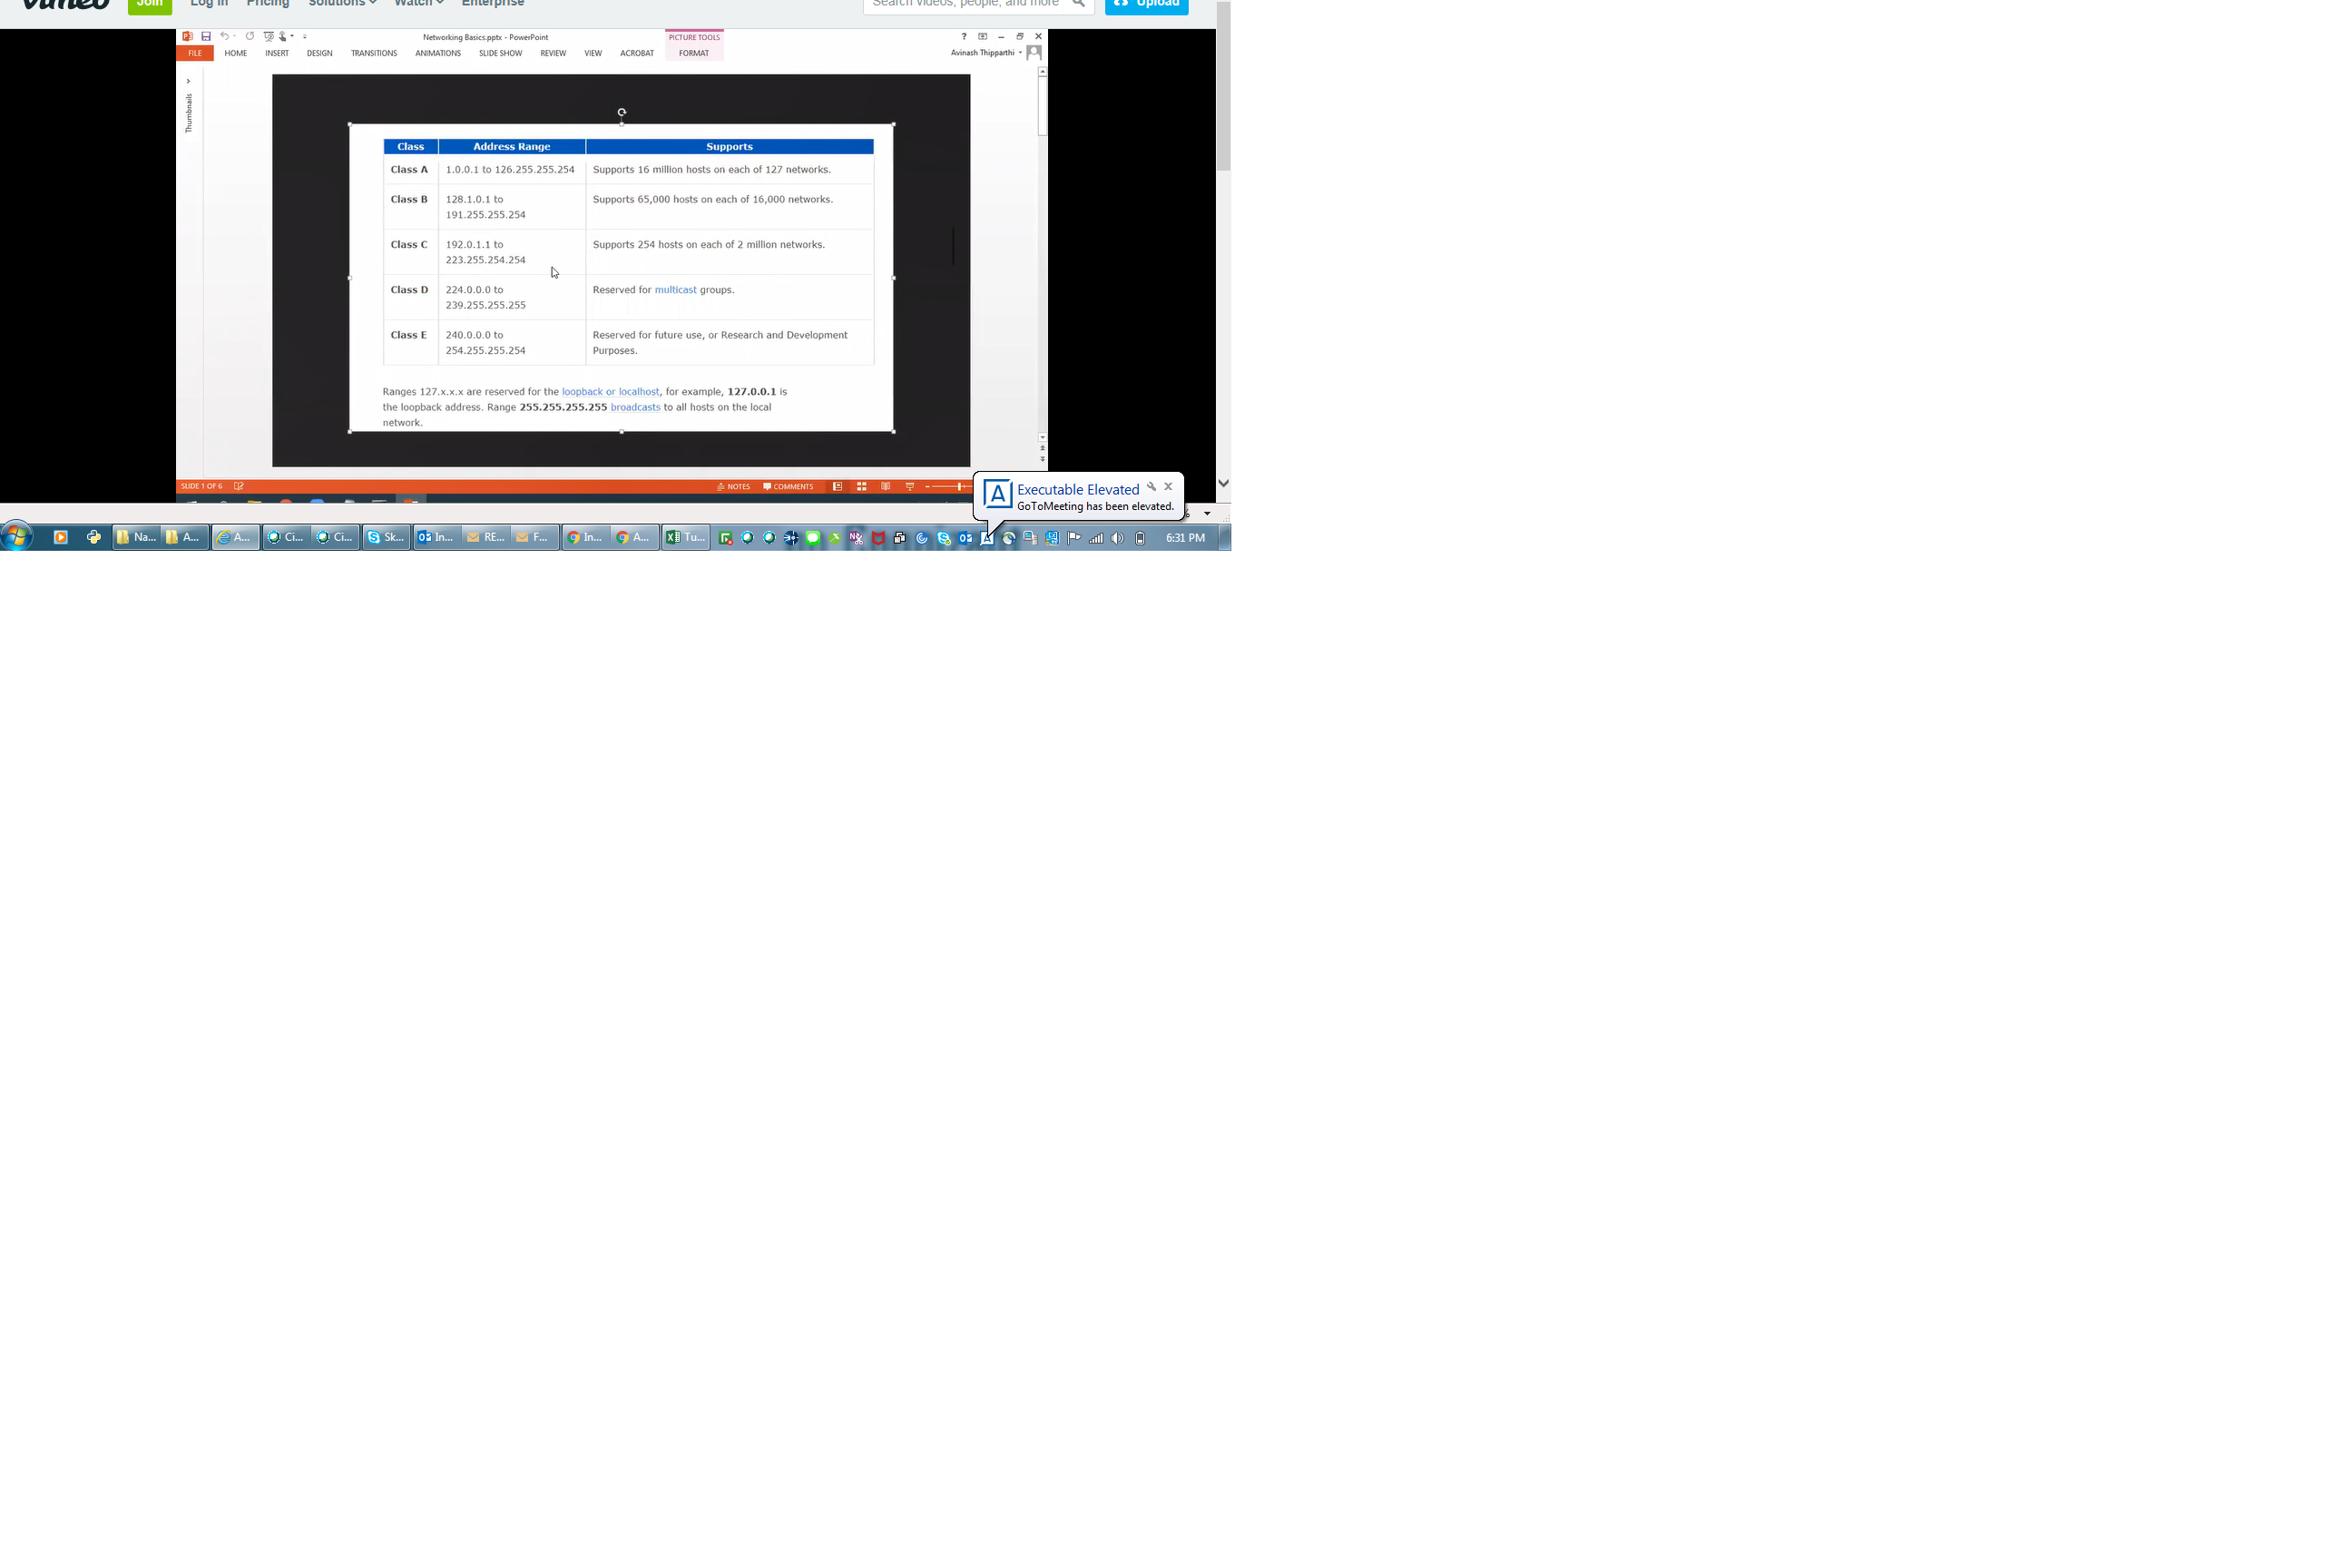 vimeo Join Log in Pricing Solutions Watch Enterprise Search videos, people, and more Upload
Networking Basics.pptx - PowerPoint PICTURE TOOLS ?
FILE HOME INSERT DESIGN TRANSITIONS ANIMATIONS SLIDE SHOW REVIEW VIEW ACROBAT FORMAT Avinash Thipparthi
Thumbnails
Class Address Range Supports
Class A 1.0.0.1 to 126.255.255.254 Supports 16 million hosts on each of 127 networks.
Class B 128.1.0.1 to Supports 65,000 hosts on each of 16,000 networks.
191.255.255.254
Class C 192.0.1.1 to Supports 254 hosts on each of 2 million networks.
223.255.254.254
Class D 224.0.0.0 to Reserved for multicast groups.
239.255.255.255
Class E 240.0.0.0 to Reserved for future use, or Research and Development
254.255.255.254 Purposes.
Ranges 127.x.x.x are reserved for the loopback or localhost, for example, 127.0.0.1 is
the loopback address. Range 255.255.255.255 broadcasts to all hosts on the local
network.
SLIDE 1 OF 6 NOTES COMMENTS
A Executable Elevated
GoToMeeting has been elevated.
Na... A... A... Ci... Ci... Sk... In... RE... F... In... A... Tu... 6:31 PM